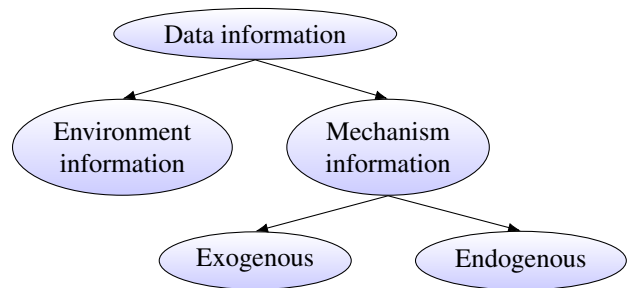 Data information
Environment
information
Mechanism
information
Exogenous
Endogenous